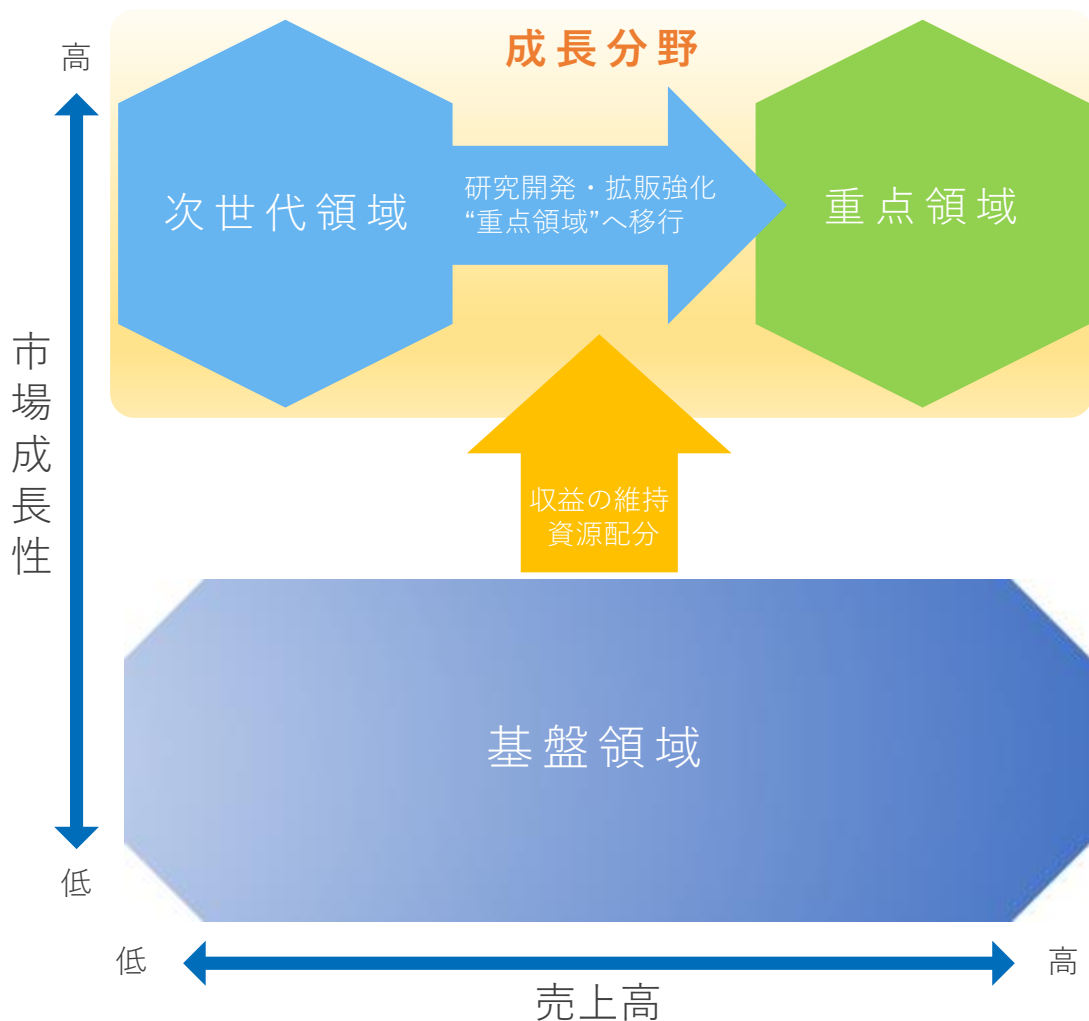 成長分野
高
次世代領域
研究開発・拡販強化
“重点領域”へ移行
重点領域
市場成長性
収益の維持
資源配分
基盤領域
低
低
高
売上高